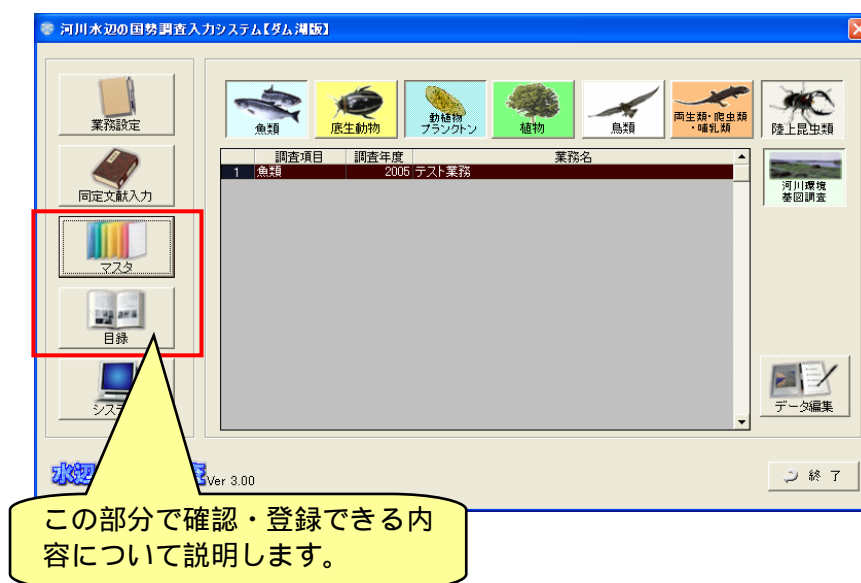 河川水辺の国勢調査入力システム【ダム湖版】
業務設定
同定文献入力
マスタ
目録
システ
魚類
底生動物
動植物
プランクトン
植物
鳥類
両生類・爬虫類
・哺乳類
陸上昆虫類
河川環境
基図調査
調査項目 調査年度 業務名
1 魚類 2005 テスト業務
データ編集
水辺
査 Ver 3.00
終了
この部分で確認・登録できる内
容について説明します。